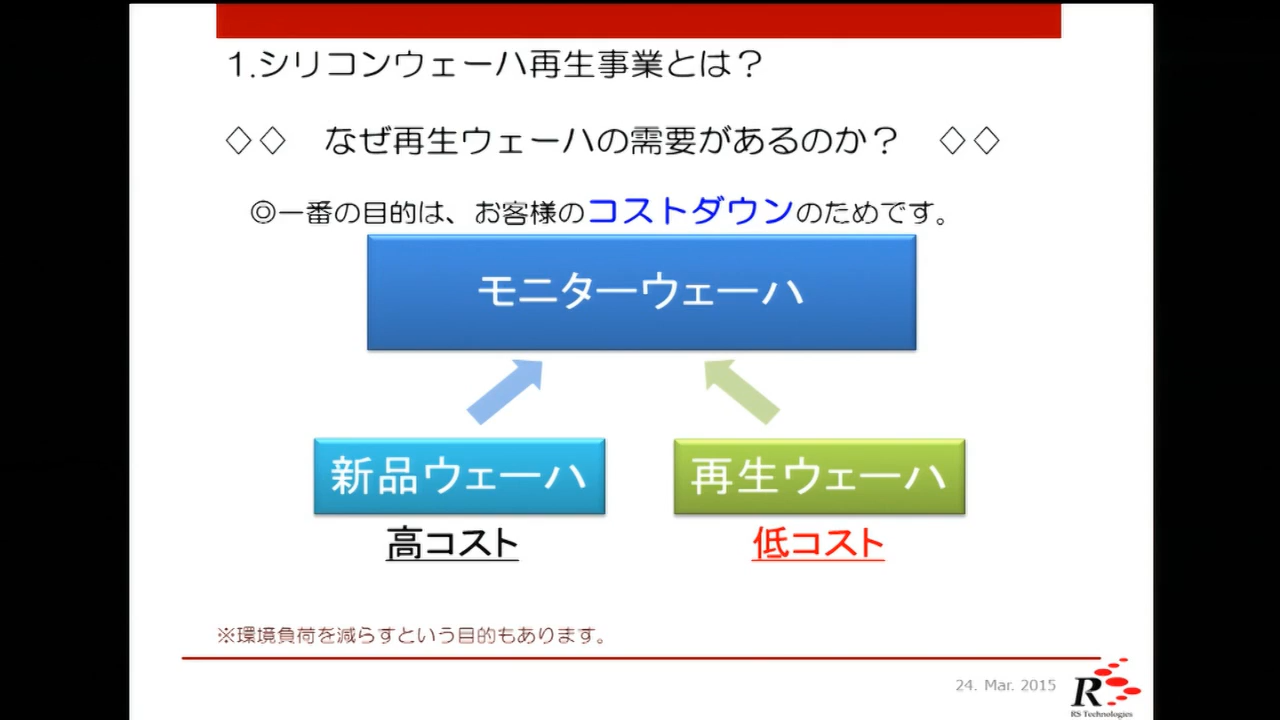 1.シリコンウェーハ再生事業とは？
◇◇　なぜ再生ウェーハの需要があるのか？　◇◇
◎一番の目的は、お客様のコストダウンのためです。
モニターウェーハ
新品ウェーハ
再生ウェーハ
高コスト
低コスト
※環境負荷を減らすという目的もあります。
24. Mar. 2015
R
RS Technologies